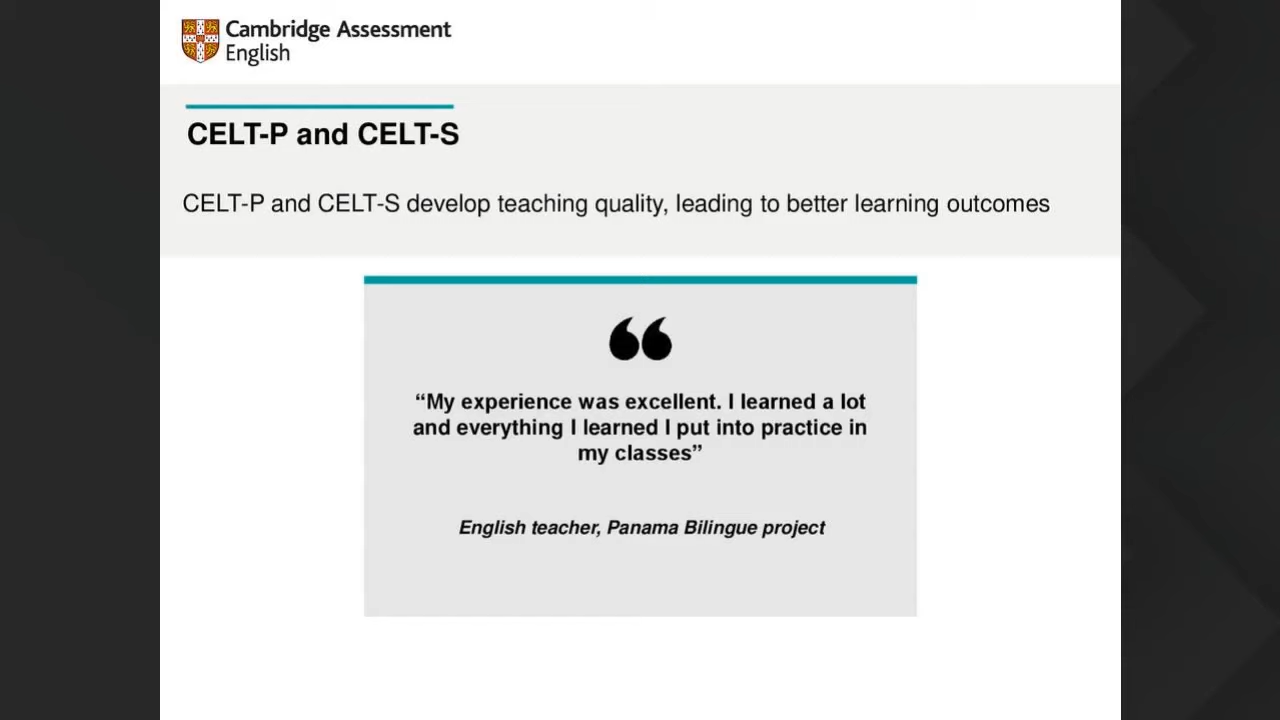 Cambridge Assessment
English
CELT-P and CELT-S
CELT-P and CELT-S develop teaching quality, leading to better learning outcomes
“My experience was excellent. I learned a lot
and everything I learned I put into practice in
my classes”
English teacher, Panama Bilingue project